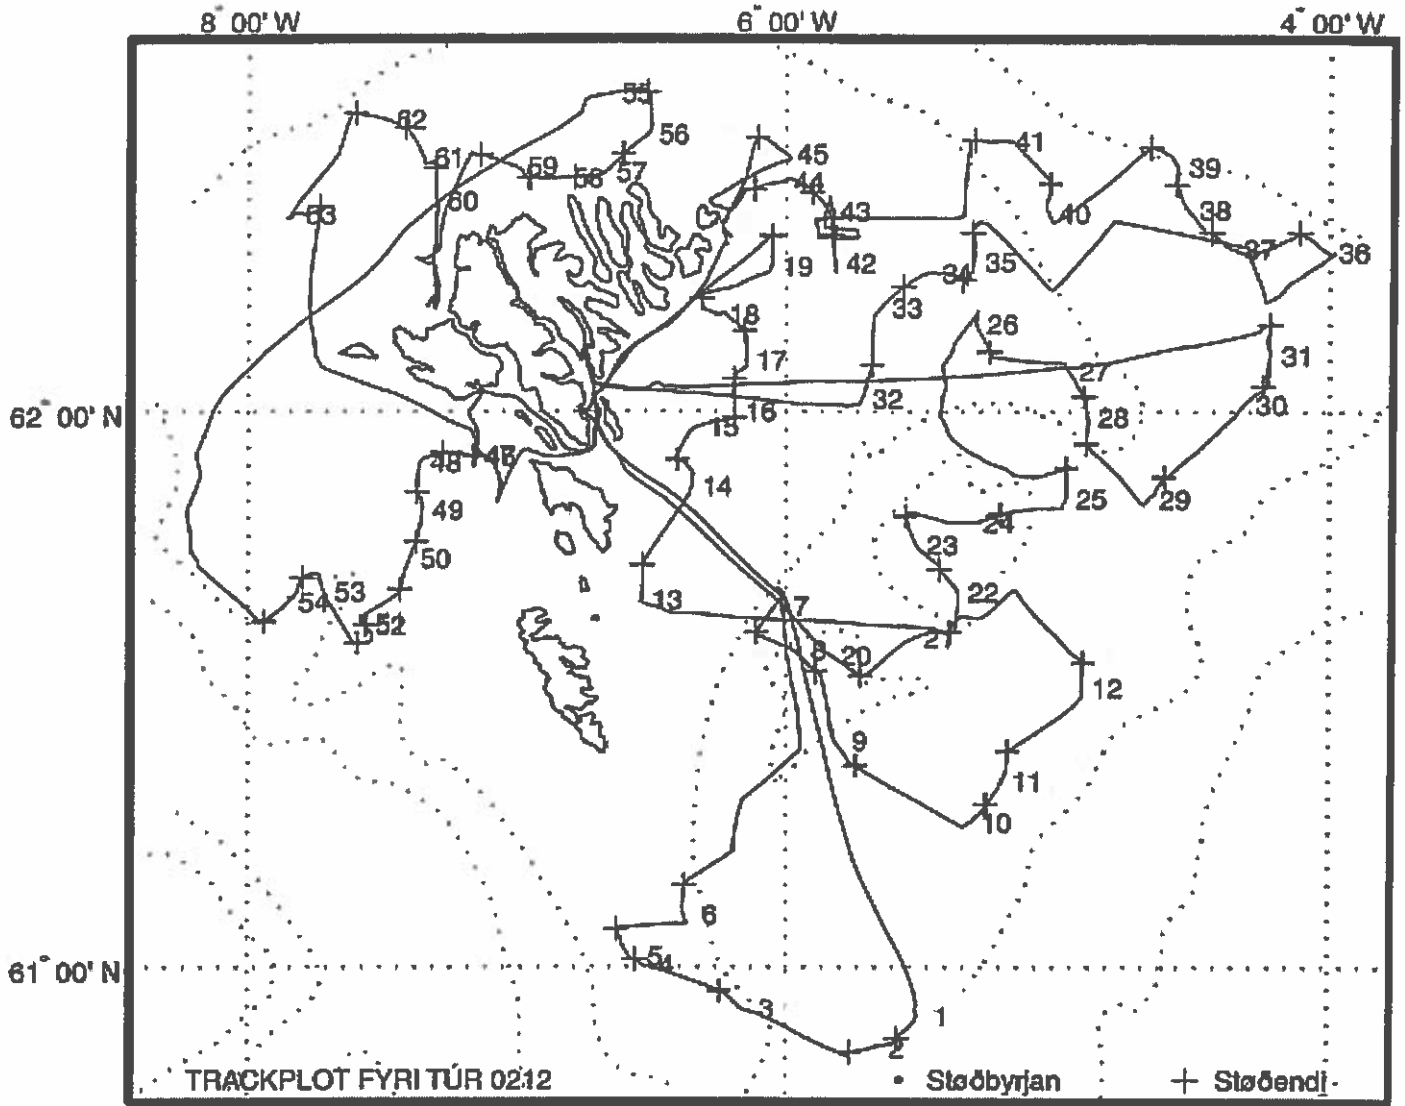 8° 00' W 6° 00' W 4° 00' W
55
62 56 41
61 59 58 57 45 39
63 60 44 43 40 38
19 42 35 37 36
34
18 33 26
17 31
27
62° 00' N 16 32 28 30
15
48 14 25 29
49 24
50 23
53 22
54 52 13 7
8 20 12
9
11
10
6
61° 00' N 5
4
3 1
2
TRACKPLOT FYRI TÚR 0212 • Støðbyrjan + Støðendi